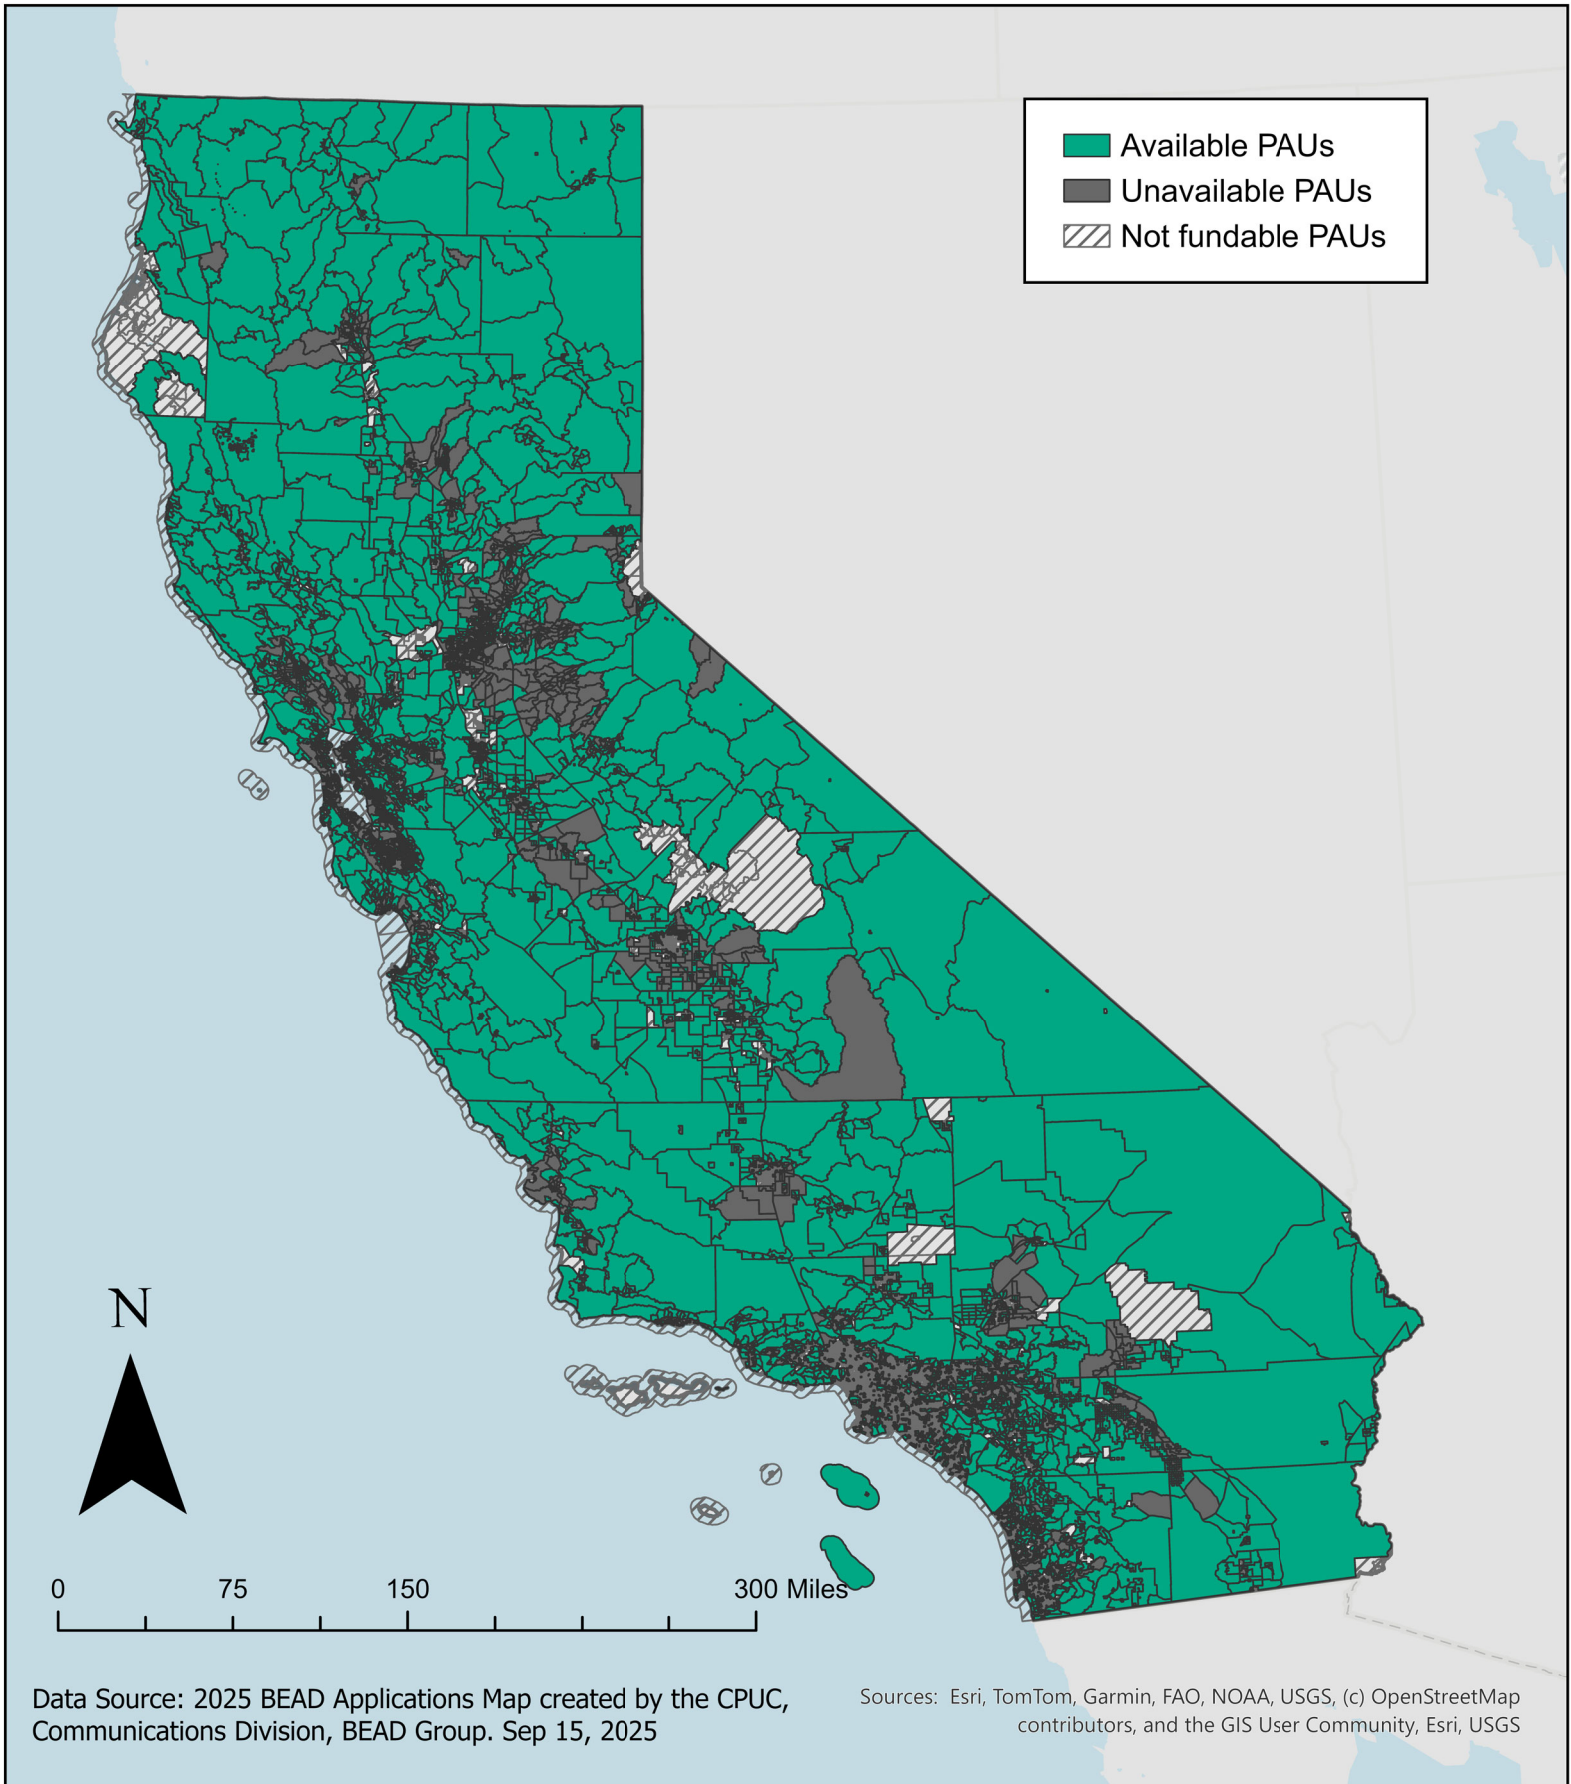 Available PAUs
Unavailable PAUs
Not fundable PAUs
N
0 75 150 300 Miles
Data Source: 2025 BEAD Applications Map created by the CPUC,
Communications Division, BEAD Group. Sep 15, 2025
Sources: Esri, TomTom, Garmin, FAO, NOAA, USGS, (c) OpenStreetMap
contributors, and the GIS User Community, Esri, USGS